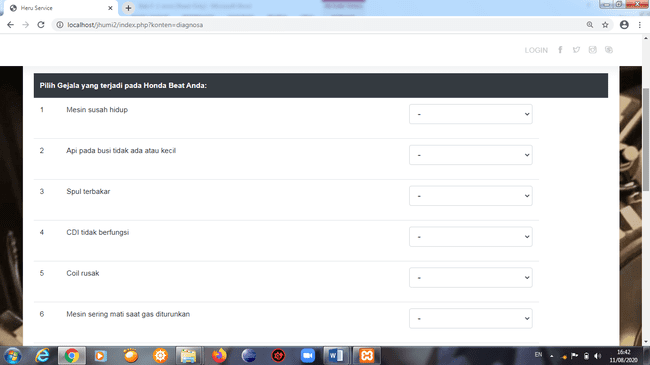 Heru Service
localhost/jhumi2/index.php?konten=diagnosa
LOGIN
Pilih Gejala yang terjadi pada Honda Beat Anda:
1 Mesin susah hidup -
2 Api pada busi tidak ada atau kecil -
3 Spul terbakar -
4 CDI tidak berfungsi -
5 Coil rusak -
6 Mesin sering mati saat gas diturunkan -
EN
16:42
11/08/2020